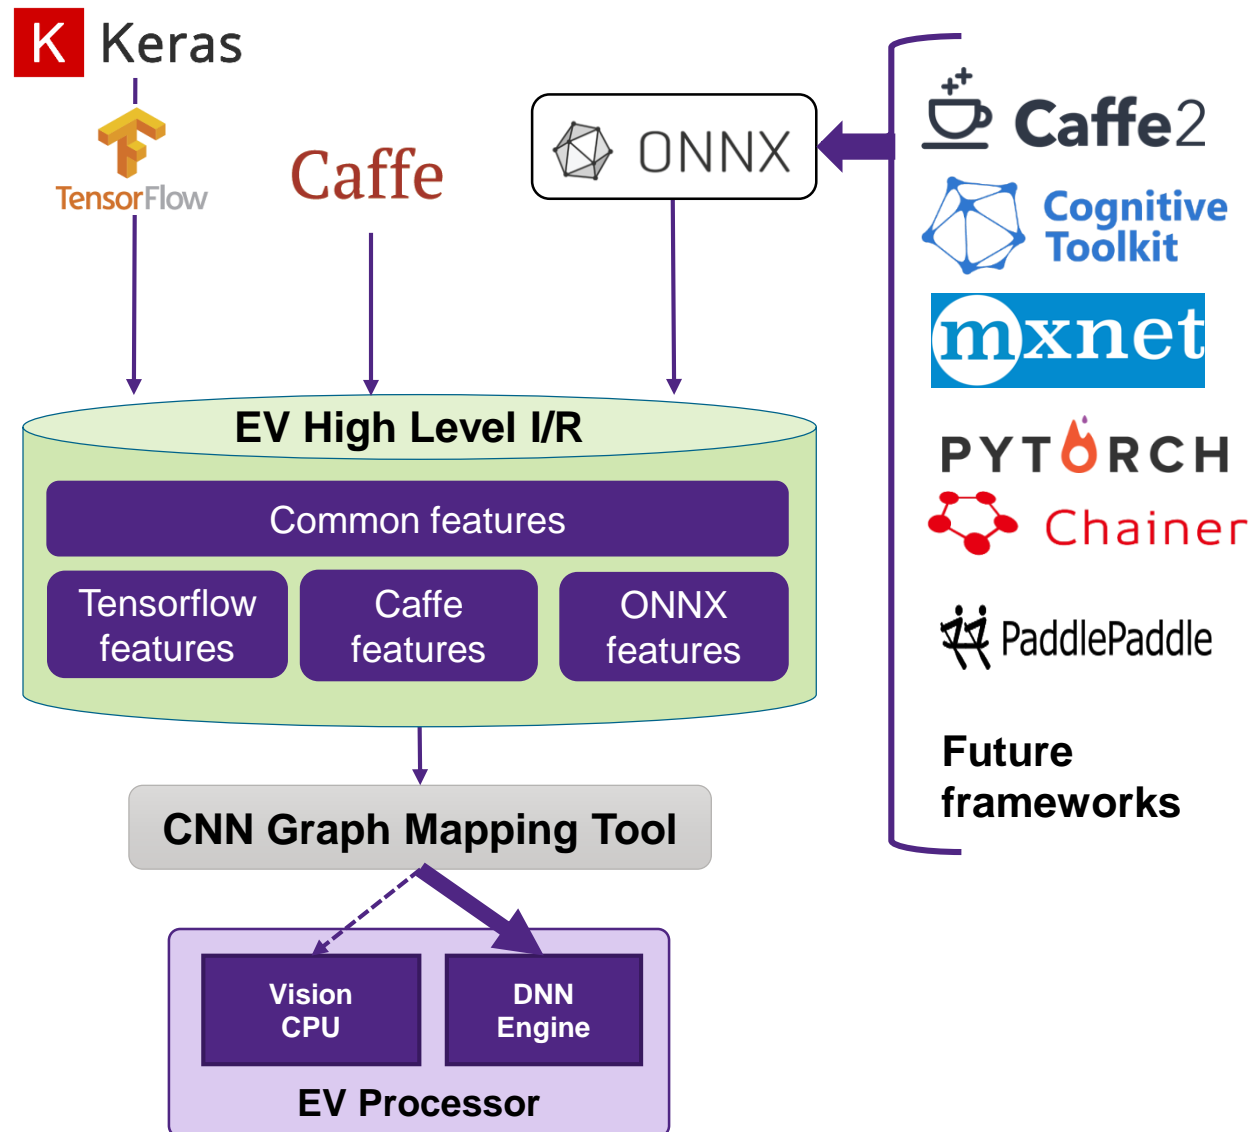 K Keras
TensorFlow
Caffe
ONNX
Caffe2
Cognitive
Toolkit
mxnet
PYTORCH
Chainer
PaddlePaddle
Future
frameworks
EV High Level I/R
Common features
Tensorflow
features
Caffe
features
ONNX
features
CNN Graph Mapping Tool
Vision
CPU
DNN
Engine
EV Processor